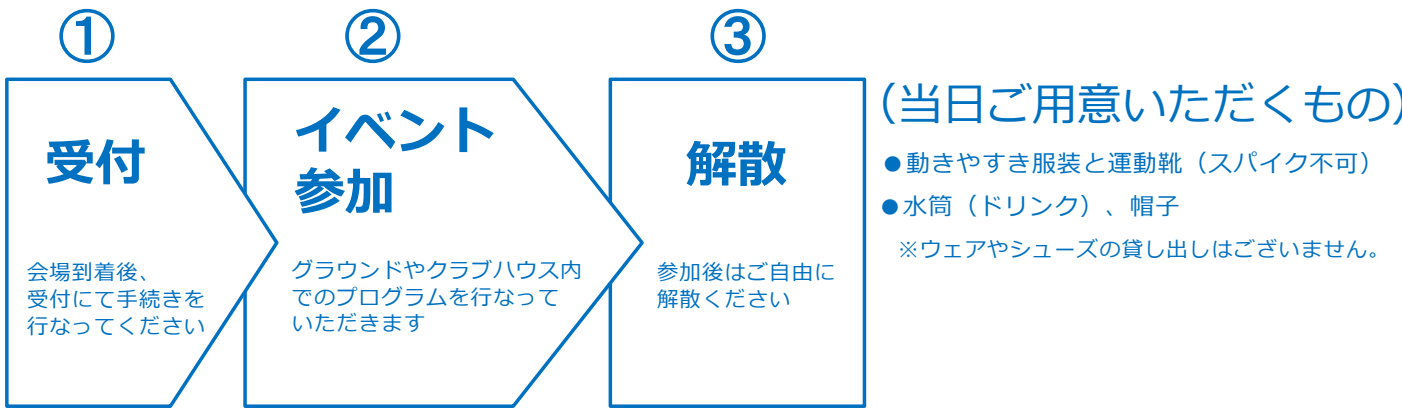 ①
受付
会場到着後、
受付にて手続きを
行なってください
②
イベント
参加
グラウンドやクラブハウス内
でのプログラムを行なって
いただきます
③
解散
参加後はご自由に
解散ください
（当日ご用意いただくもの）
●動きやすき服装と運動靴（スパイク不可）
●水筒（ドリンク）、帽子
※ウェアやシューズの貸し出しはございません。